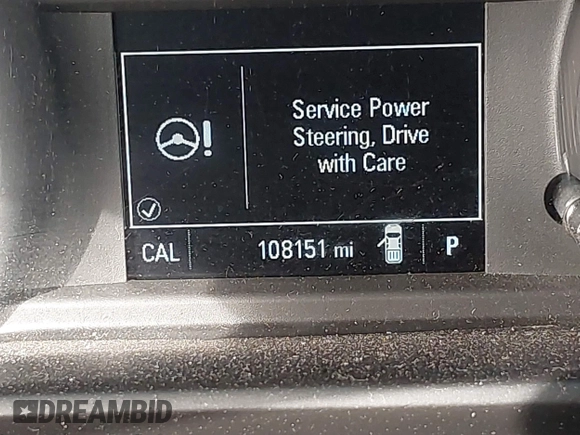 Service Power
Steering, Drive
with Care
CAL 108151 mi P
DREAMBID